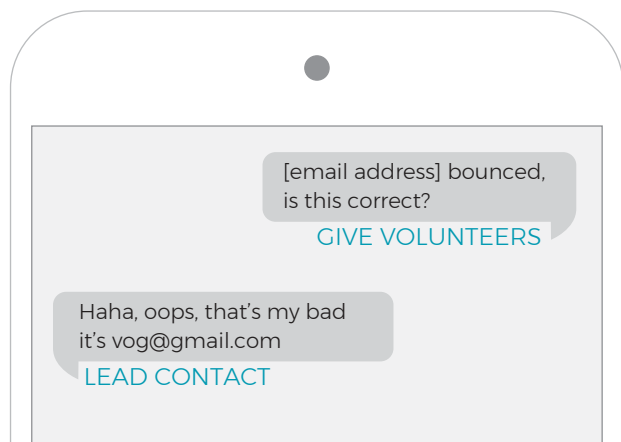 [email address] bounced,
is this correct?
GIVE VOLUNTEERS
Haha, oops, that's my bad
it's vog@gmail.com
LEAD CONTACT